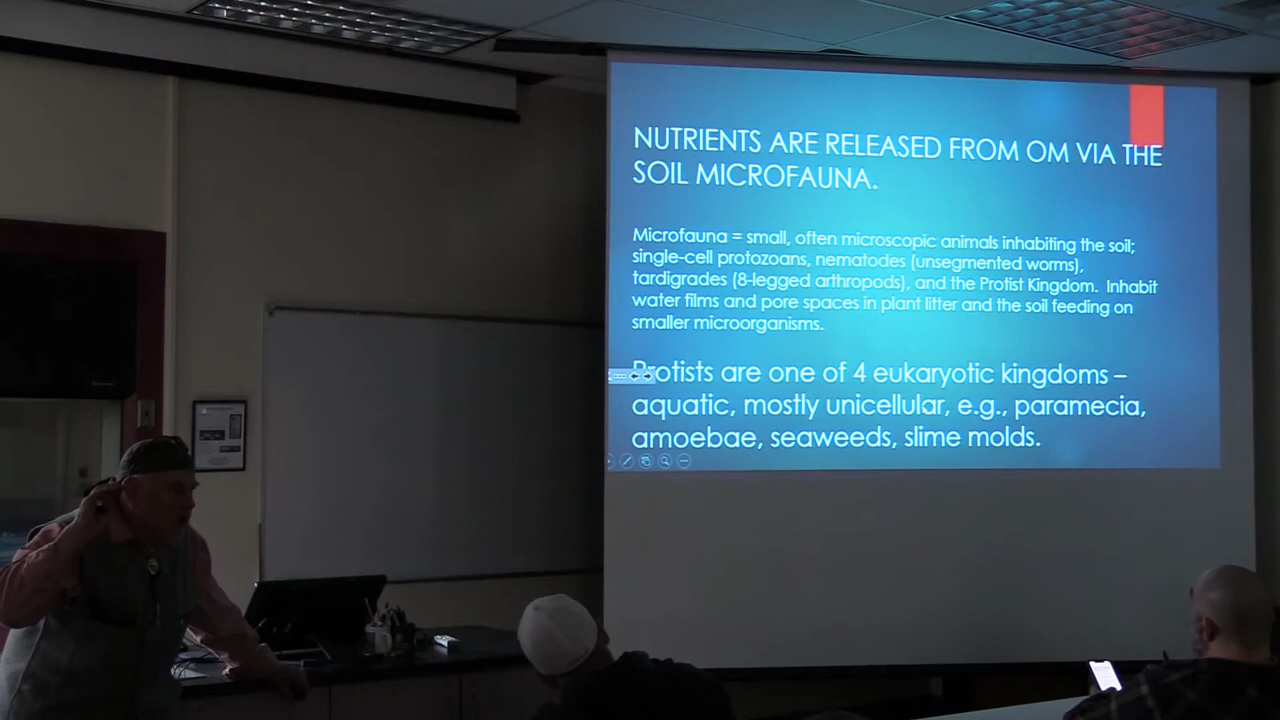 NUTRIENTS ARE RELEASED FROM OM VIA THE
SOIL MICROFAUNA.
Microfauna = small, often microscopic animals inhabiting the soil;
single-cell protozoans, nematodes (unsegmented worms),
tardigrades (8-legged arthropods), and the Protist Kingdom. Inhabit
water films and pore spaces in plant litter and the soil feeding on
smaller microorganisms.
Protists are one of 4 eukaryotic kingdoms –
aquatic, mostly unicellular, e.g., paramecia,
amoebae, seaweeds, slime molds.